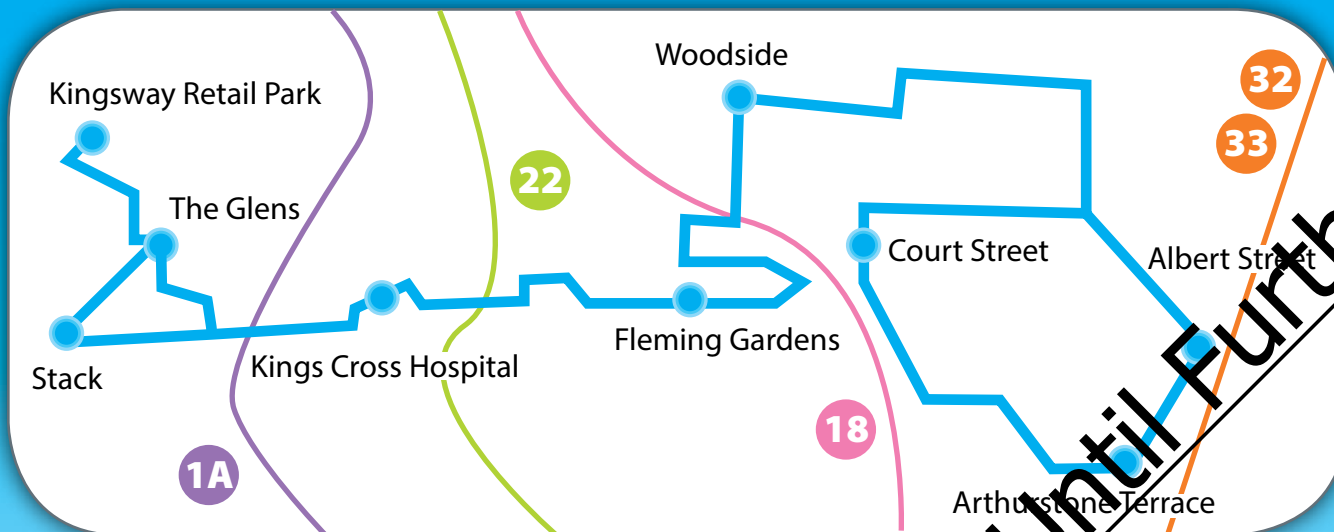 Woodside
32
Kingsway Retail Park
33
22
The Glens
Court Street
Albert Street
Fleming Gardens
Kings Cross Hospital
Stack
18
1A
Arthurstone Terrace
Until